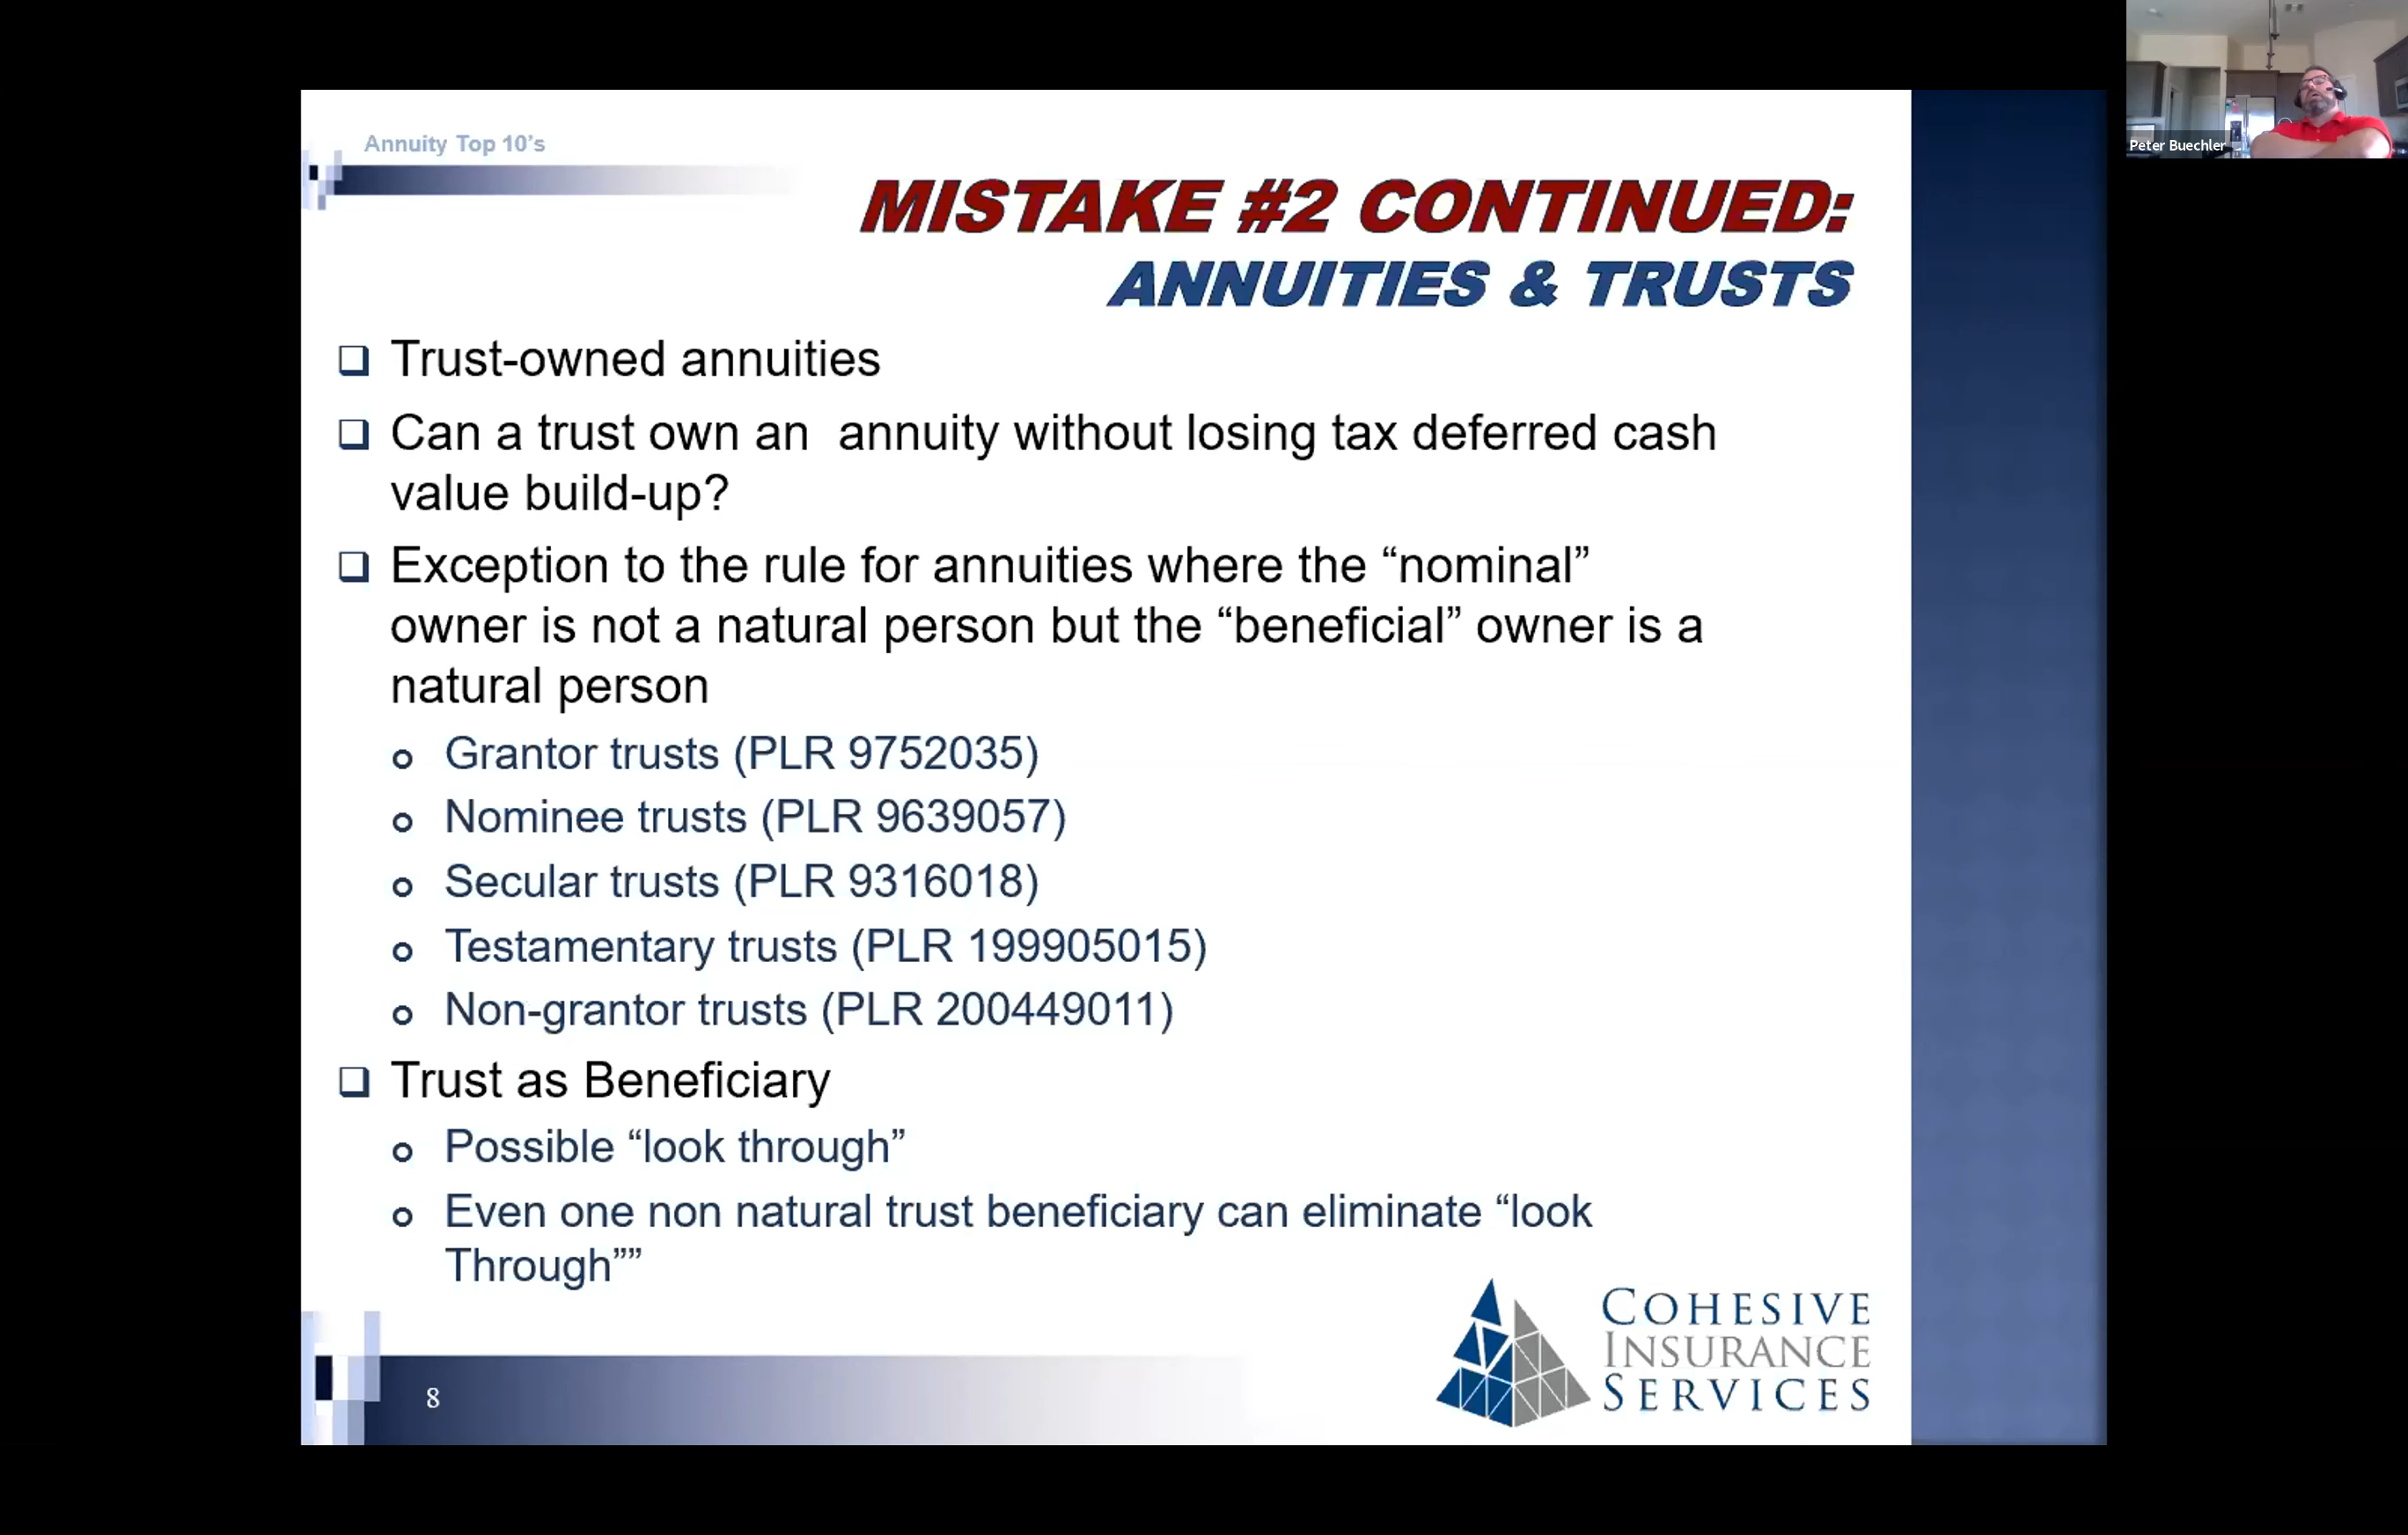 Peter Buechler
Annuity Top 10's
MISTAKE #2 CONTINUED:
ANNUITIES & TRUSTS
Trust-owned annuities
Can a trust own an  annuity without losing tax deferred cash
value build-up?
Exception to the rule for annuities where the “nominal”
owner is not a natural person but the “beneficial” owner is a
natural person
Grantor trusts (PLR 9752035)
Nominee trusts (PLR 9639057)
Secular trusts (PLR 9316018)
Testamentary trusts (PLR 199905015)
Non-grantor trusts (PLR 200449011)
Trust as Beneficiary
Possible “look through”
Even one non natural trust beneficiary can eliminate “look
Through””
COHESIVE
INSURANCE
SERVICES
8